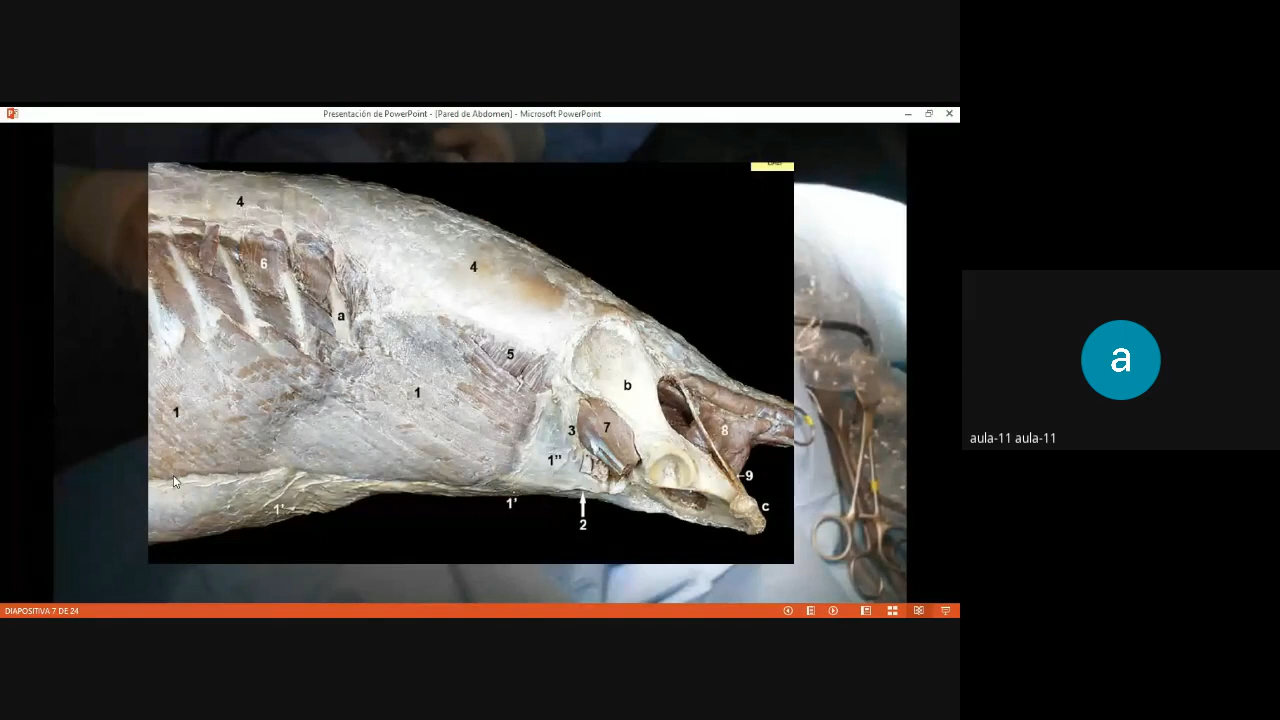 Presentación de PowerPoint - [Pared de Abdomen] - Microsoft PowerPoint
4
4
6
a
5
b
1
1
7
3
8
1''
9
1'
1'
c
2
a
aula-11 aula-11
DIAPOSITIVA 7 DE 24